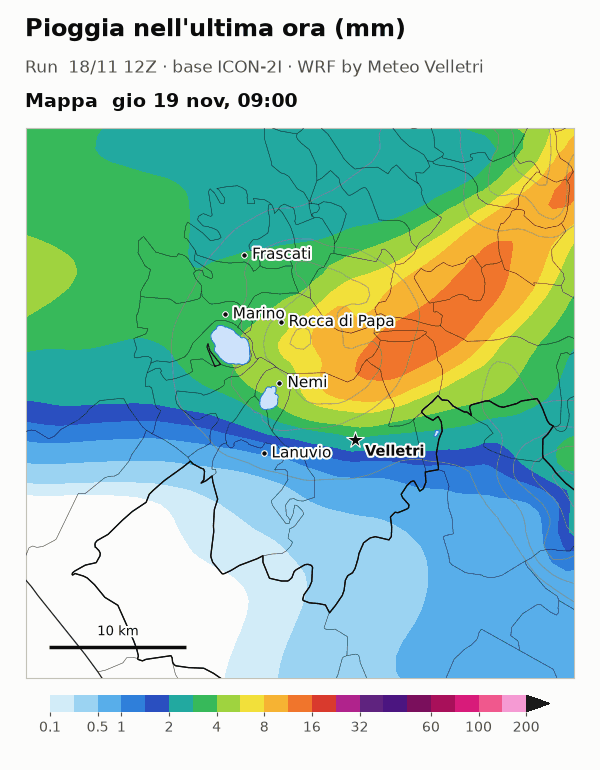 Pioggia nell'ultima ora (mm)
Run  18/11 12Z · base ICON-2I · WRF by Meteo Velletri
Mappa  gio 19 nov, 09:00
Frascati
Marino
Rocca di Papa
Nemi
Velletri
Lanuvio
10 km
0.1 0.5 1 2 4 8 16 32 60 100 200